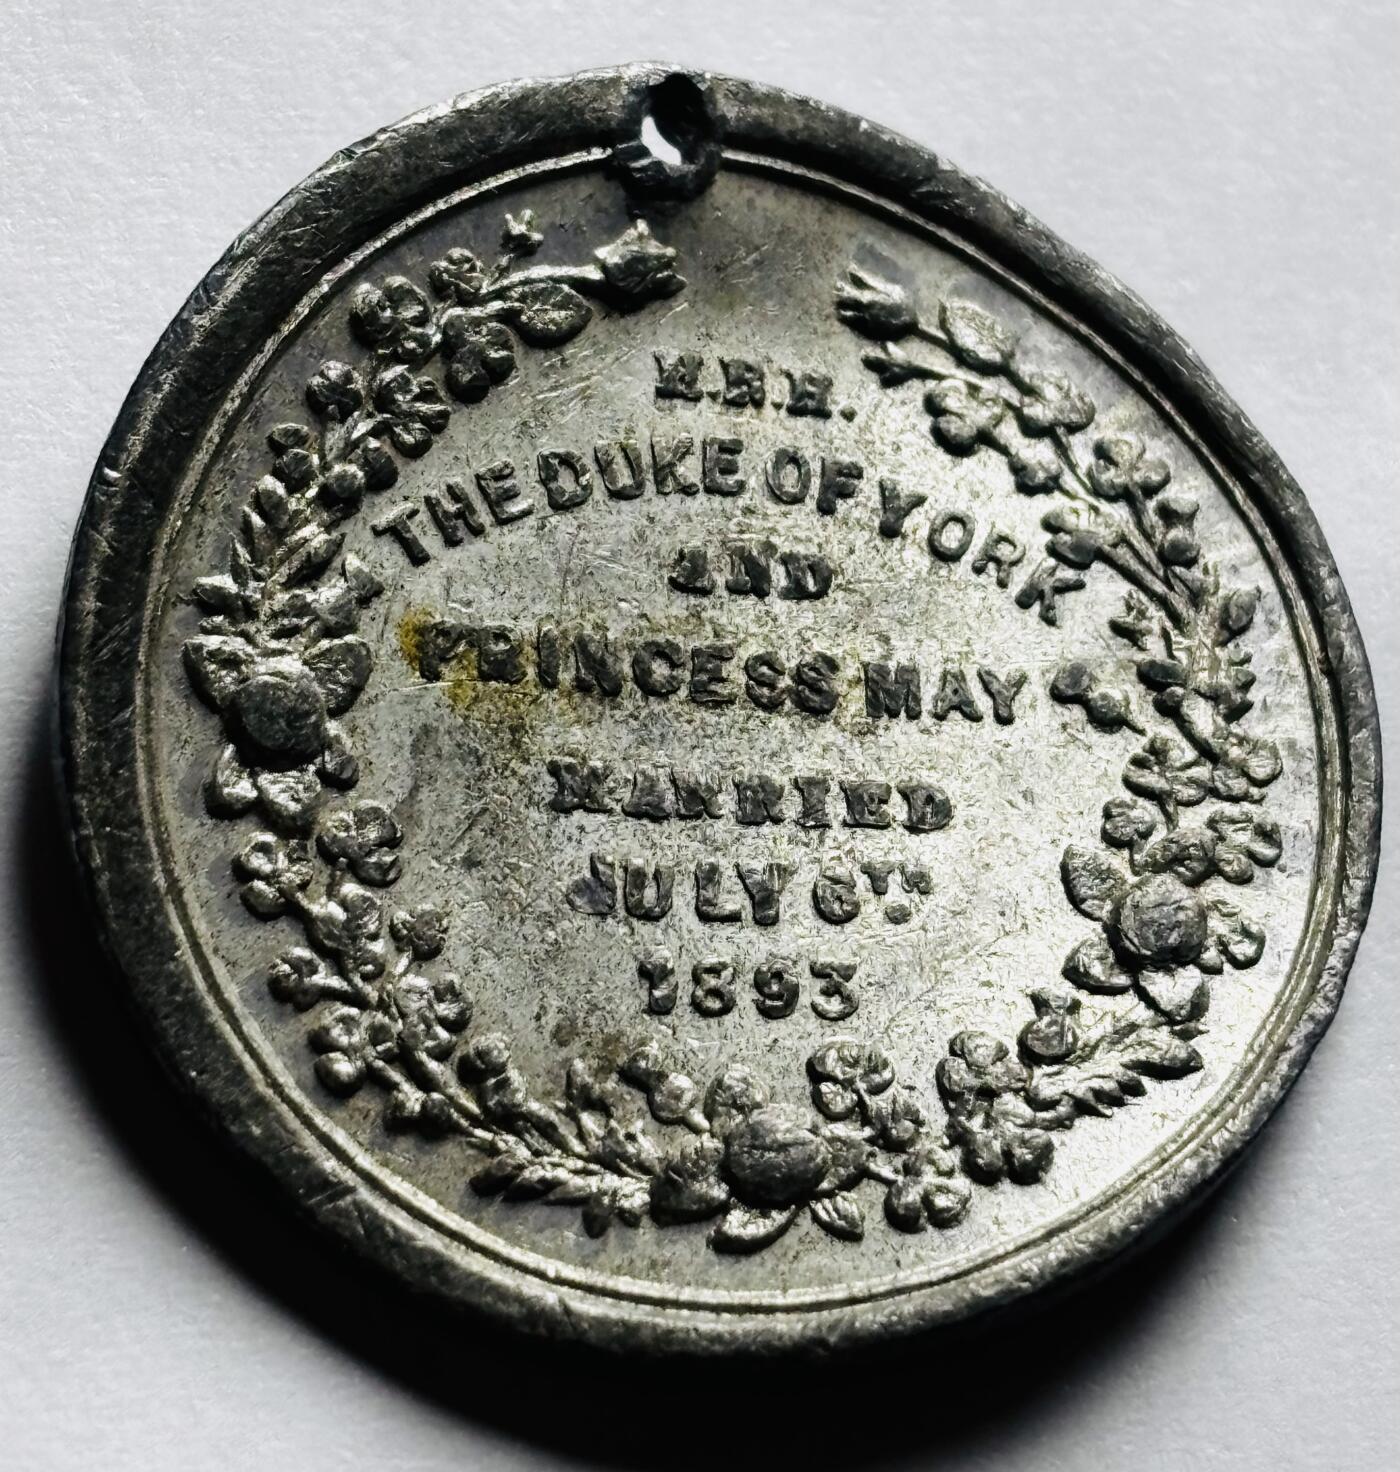 H.R.H.
THE DUKE OF YORK
AND
PRINCESS MAY
MARRIED
JULY 6TH.
1893